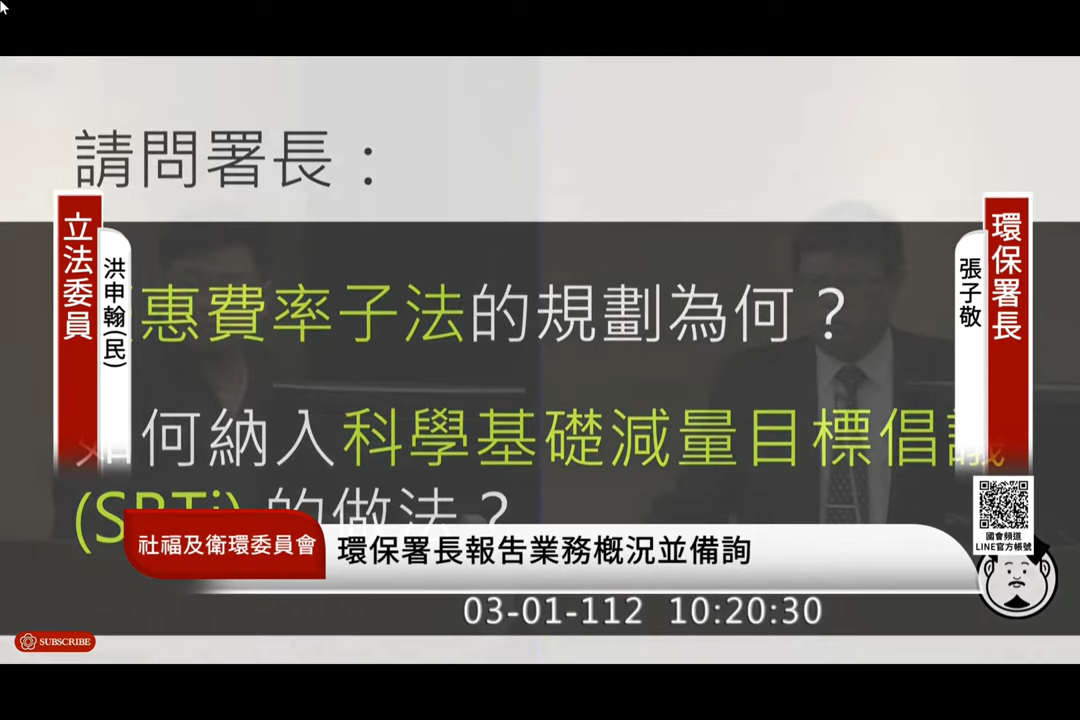 請問署長：
惠費率子法的規劃為何？
何納入科學基礎減量目標倡議
(SBTi) 的做法？
立法委員
洪申翰(民)
環保署長
張子敬
國會頻道
LINE官方帳號
社福及衛環委員會
環保署長報告業務概況並備詢
03-01-112 10:20:30
SUBSCRIBE